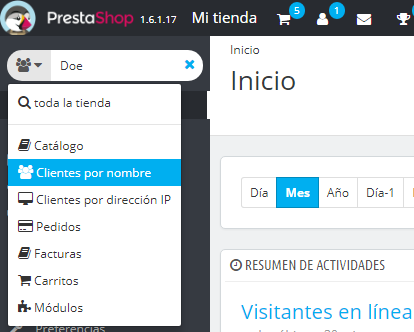 PrestaShop 1.6.1.17 Mi tienda 5 1
Doe
toda la tienda
Catálogo
Clientes por nombre
Clientes por dirección IP
Pedidos
Facturas
Carritos
Módulos
Preferencias
Inicio
Inicio
Día Mes Año Día-1
RESUMEN DE ACTIVIDADES
Visitantes en línea